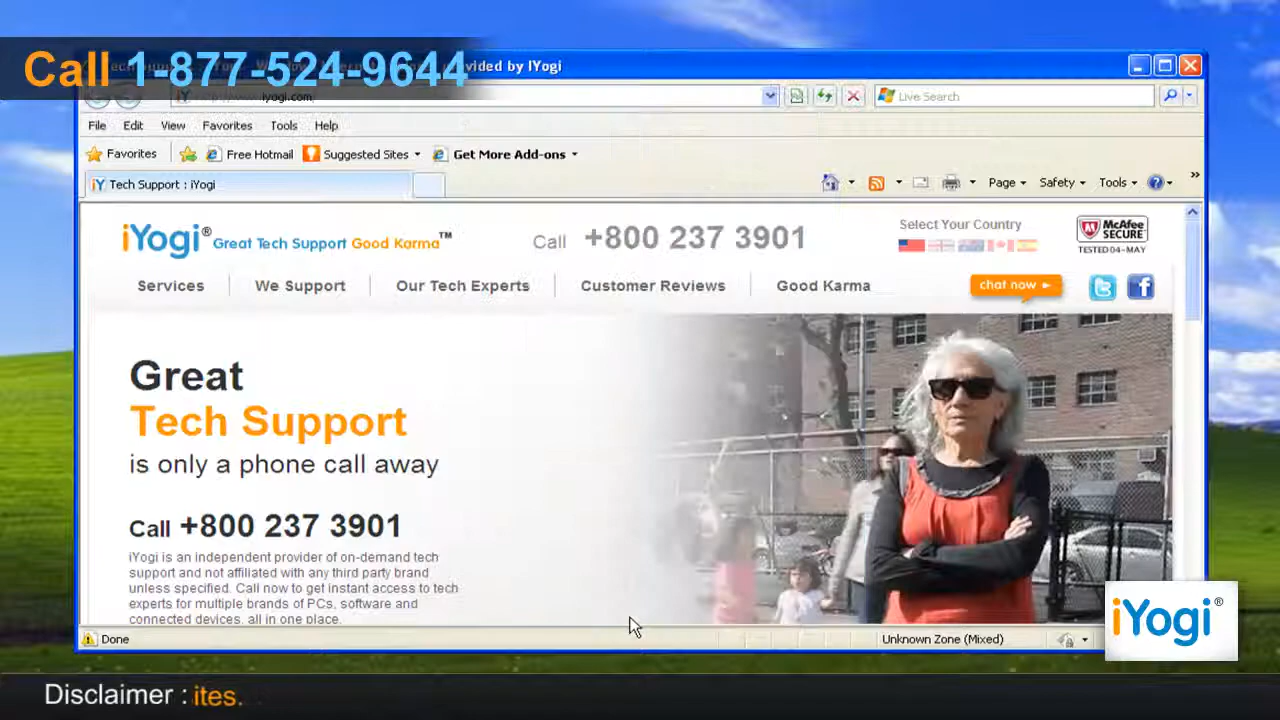 Call 1-877-524-9644
vided by IYogi
iyogi.com
Live Search
File Edit View Favorites Tools Help
Favorites Free Hotmail Suggested Sites Get More Add-ons
Tech Support : iYogi
Page Safety Tools
iYogi® Great Tech Support Good Karma™
Call +800 237 3901
Select Your Country
McAfee
SECURE
TESTED 04-MAY
Services We Support Our Tech Experts Customer Reviews Good Karma
chat now
Great
Tech Support
is only a phone call away
Call +800 237 3901
iYogi is an independent provider of on-demand tech
support and not affiliated with any third party brand
unless specified. Call now to get instant access to tech
experts for multiple brands of PCs, software and
connected devices, all in one place.
Done
Unknown Zone (Mixed)
iYogi®
Disclaimer : ites.